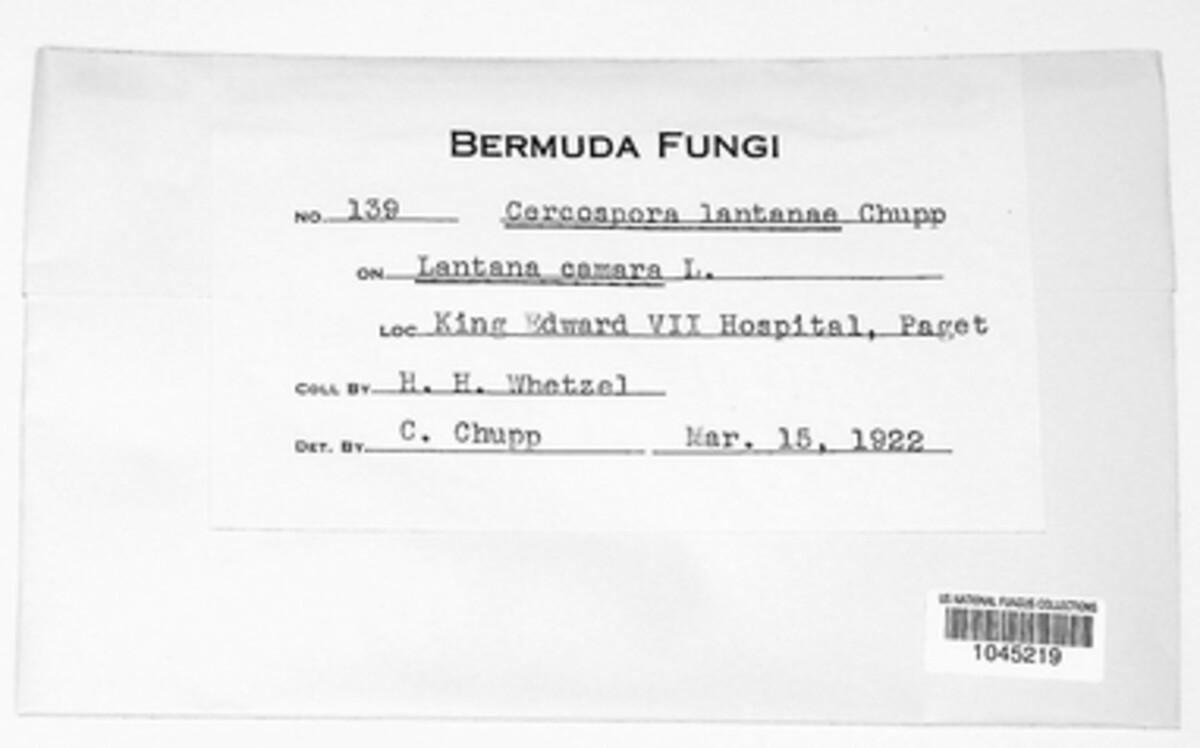 BERMUDA FUNGI
NO. 139 Cercospora lantanae Chupp
ON Lantana camara L.
LOC King Edward VII Hospital, Paget
COLL BY H. H. Whetzel
DET. BY C. Chupp Mar. 15, 1922
US NATIONAL FUNGUS COLLECTIONS
1045219